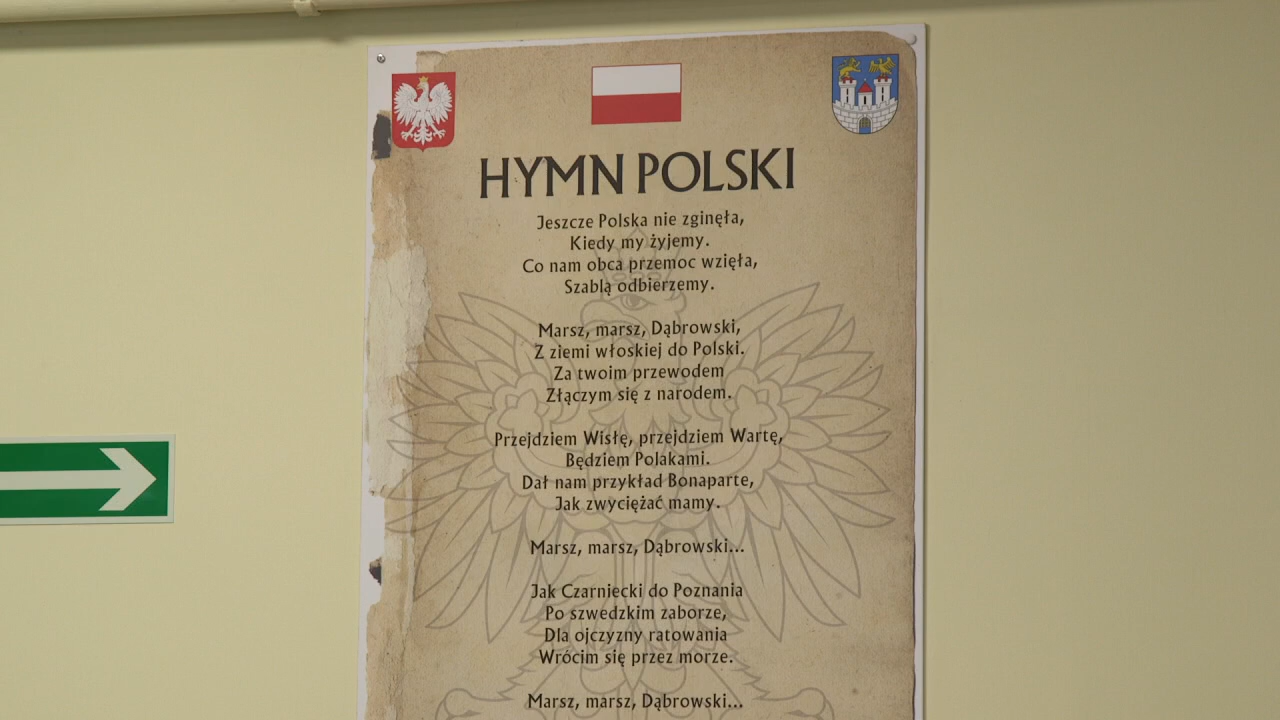 HYMN POLSKI
Jeszcze Polska nie zginęła,
Kiedy my żyjemy.
Co nam obca przemoc wzięła,
Szablą odbierzemy.
Marsz, marsz, Dąbrowski,
Z ziemi włoskiej do Polski.
Za twoim przewodem
Złączym się z narodem.
Przejdziem Wisłę, przejdziem Wartę,
Będziem Polakami.
Dał nam przykład Bonaparte,
Jak zwyciężać mamy.
Marsz, marsz, Dąbrowski...
Jak Czarniecki do Poznania
Po szwedzkim zaborze,
Dla ojczyzny ratowania
Wrócim się przez morze.
Marsz, marsz, Dąbrowski...